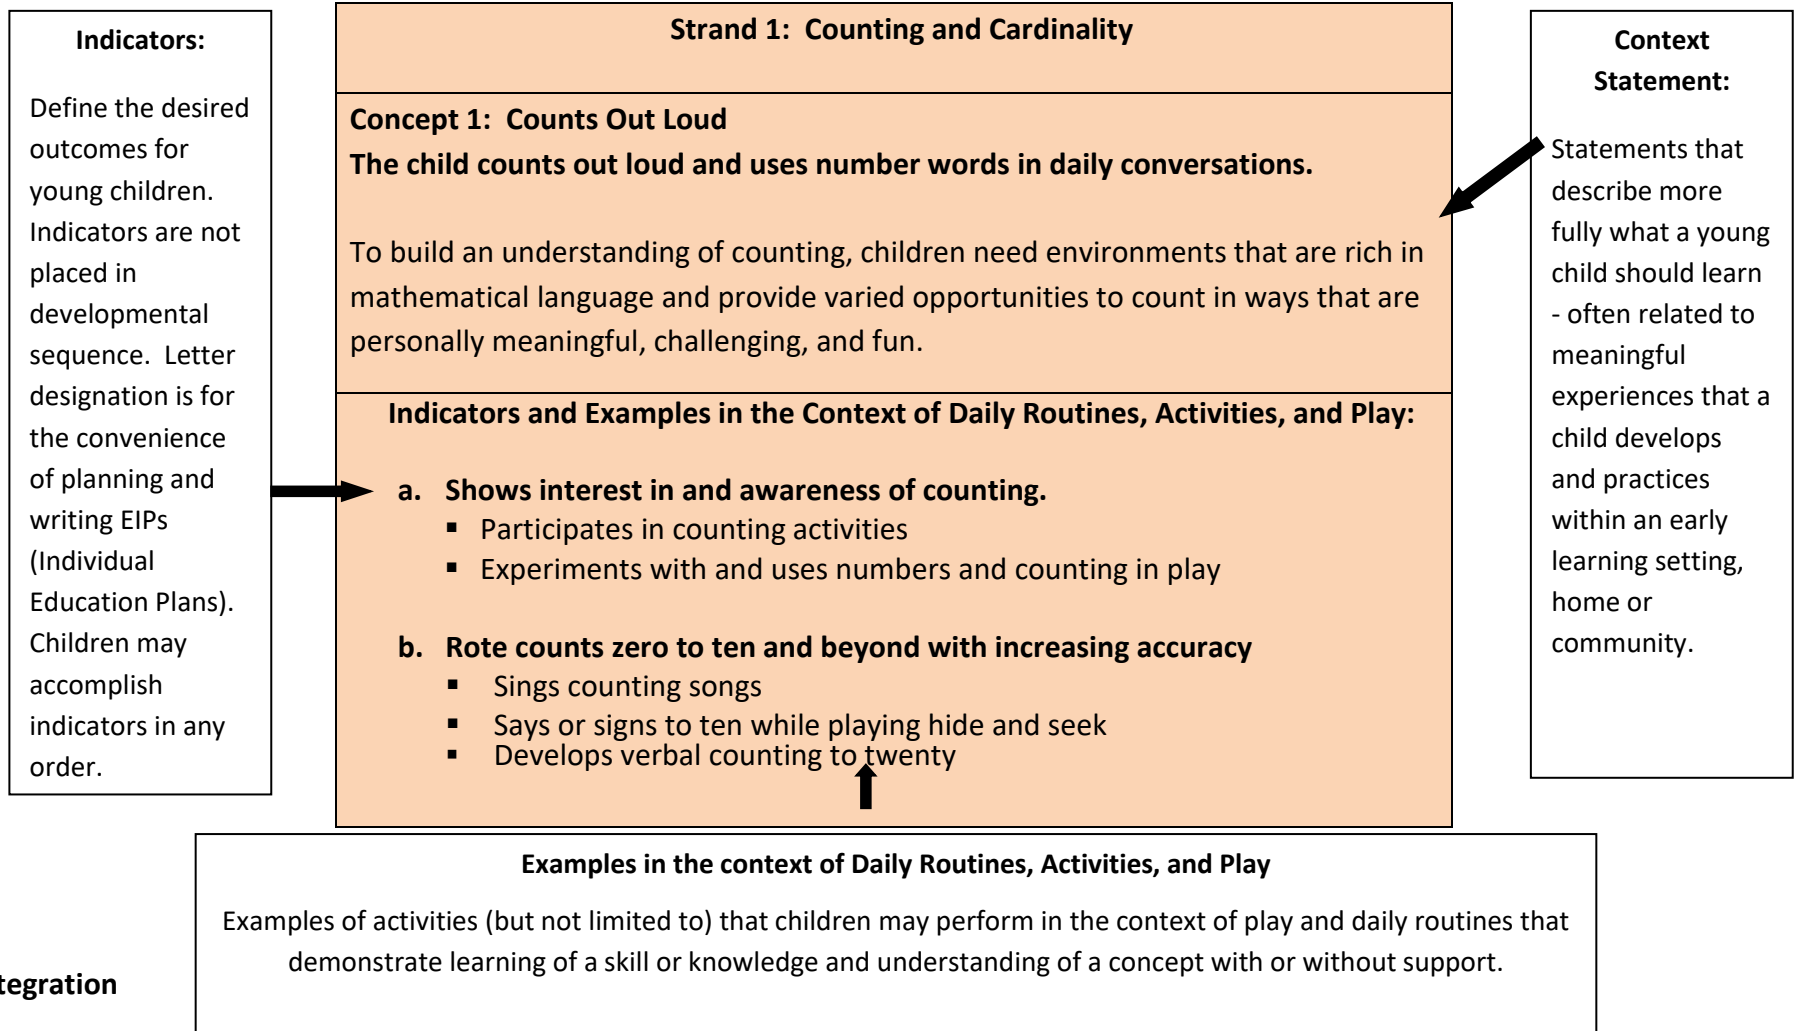 Indicators:
Define the desired
outcomes for
young children.
Indicators are not
placed in
developmental
sequence.  Letter
designation is for
the convenience
of planning and
writing EIPs
(Individual
Education Plans).
Children may
accomplish
indicators in any
order.
Strand 1:  Counting and Cardinality
Concept 1:  Counts Out Loud
The child counts out loud and uses number words in daily conversations.
To build an understanding of counting, children need environments that are rich in
mathematical language and provide varied opportunities to count in ways that are
personally meaningful, challenging, and fun.
Indicators and Examples in the Context of Daily Routines, Activities, and Play:
a. Shows interest in and awareness of counting.
▪ Participates in counting activities
▪ Experiments with and uses numbers and counting in play
b. Rote counts zero to ten and beyond with increasing accuracy
▪ Sings counting songs
▪ Says or signs to ten while playing hide and seek
▪ Develops verbal counting to twenty
Context
Statement:
Statements that
describe more
fully what a young
child should learn
- often related to
meaningful
experiences that a
child develops
and practices
within an early
learning setting,
home or
community.
Examples in the context of Daily Routines, Activities, and Play
Examples of activities (but not limited to) that children may perform in the context of play and daily routines that
demonstrate learning of a skill or knowledge and understanding of a concept with or without support.
tegration